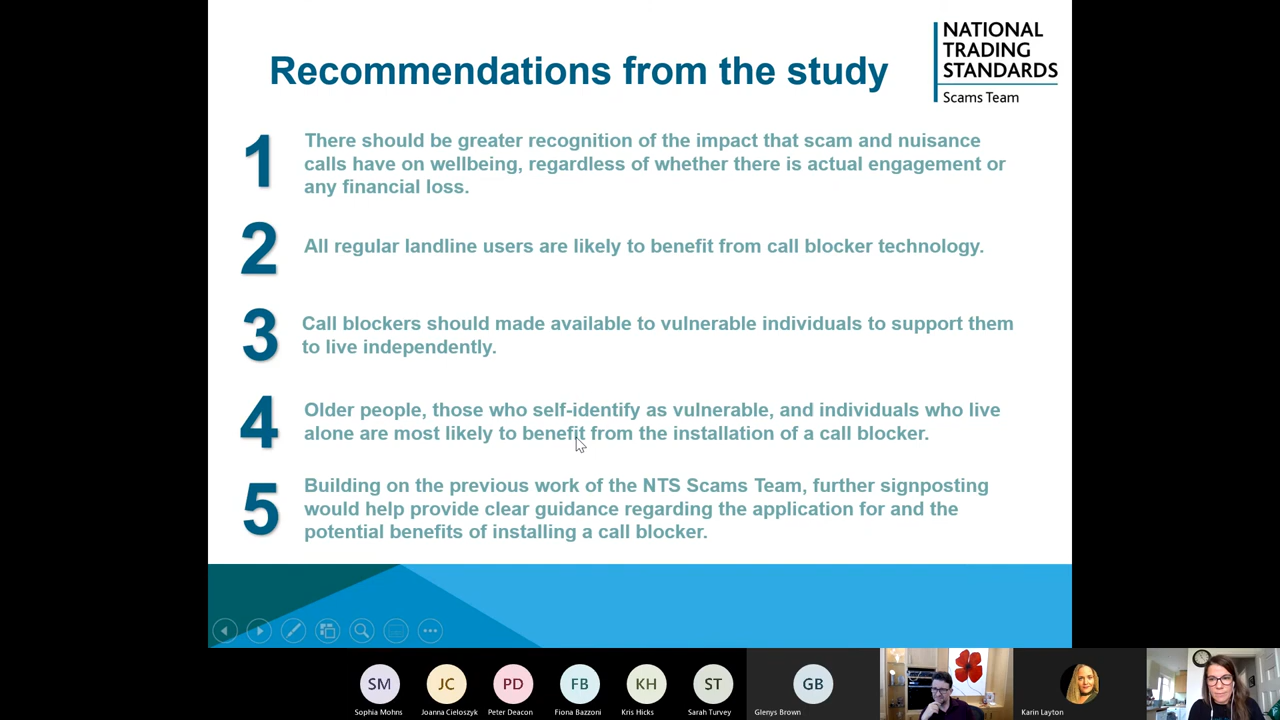 Recommendations from the study
NATIONAL
TRADING
STANDARDS
Scams Team
1
There should be greater recognition of the impact that scam and nuisance
calls have on wellbeing, regardless of whether there is actual engagement or
any financial loss.
2
All regular landline users are likely to benefit from call blocker technology.
3
Call blockers should made available to vulnerable individuals to support them
to live independently.
4
Older people, those who self-identify as vulnerable, and individuals who live
alone are most likely to benefit from the installation of a call blocker.
5
Building on the previous work of the NTS Scams Team, further signposting
would help provide clear guidance regarding the application for and the
potential benefits of installing a call blocker.
SM
JC
PD
FB
KH
ST
GB
Sophia Mohns
Joanna Cieloszyk
Peter Deacon
Fiona Bazzoni
Kris Hicks
Sarah Turvey
Glenys Brown
Karin Layton